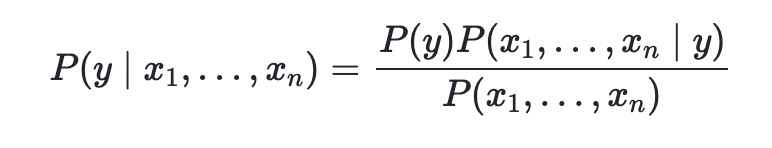 P(y | x₁, . . . , xₙ) = P(y)P(x₁, . . . , xₙ | y) / P(x₁, . . . , xₙ)